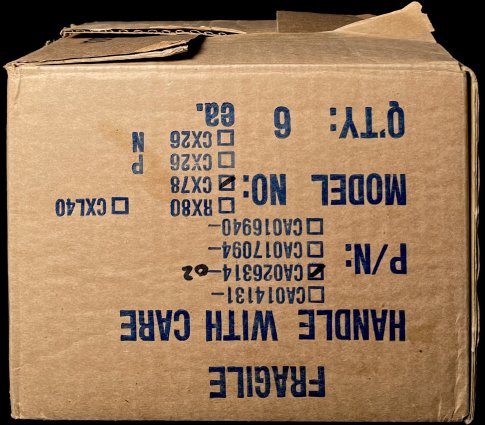 FRAGILE
HANDLE WITH CARE
CA014131-
P/N: CA026314-02
CA017094-
CA016940-
RX80 CXL40
MODEL NO: CX78
CX26 P
CX26 N
Q'TY: 6 ea.